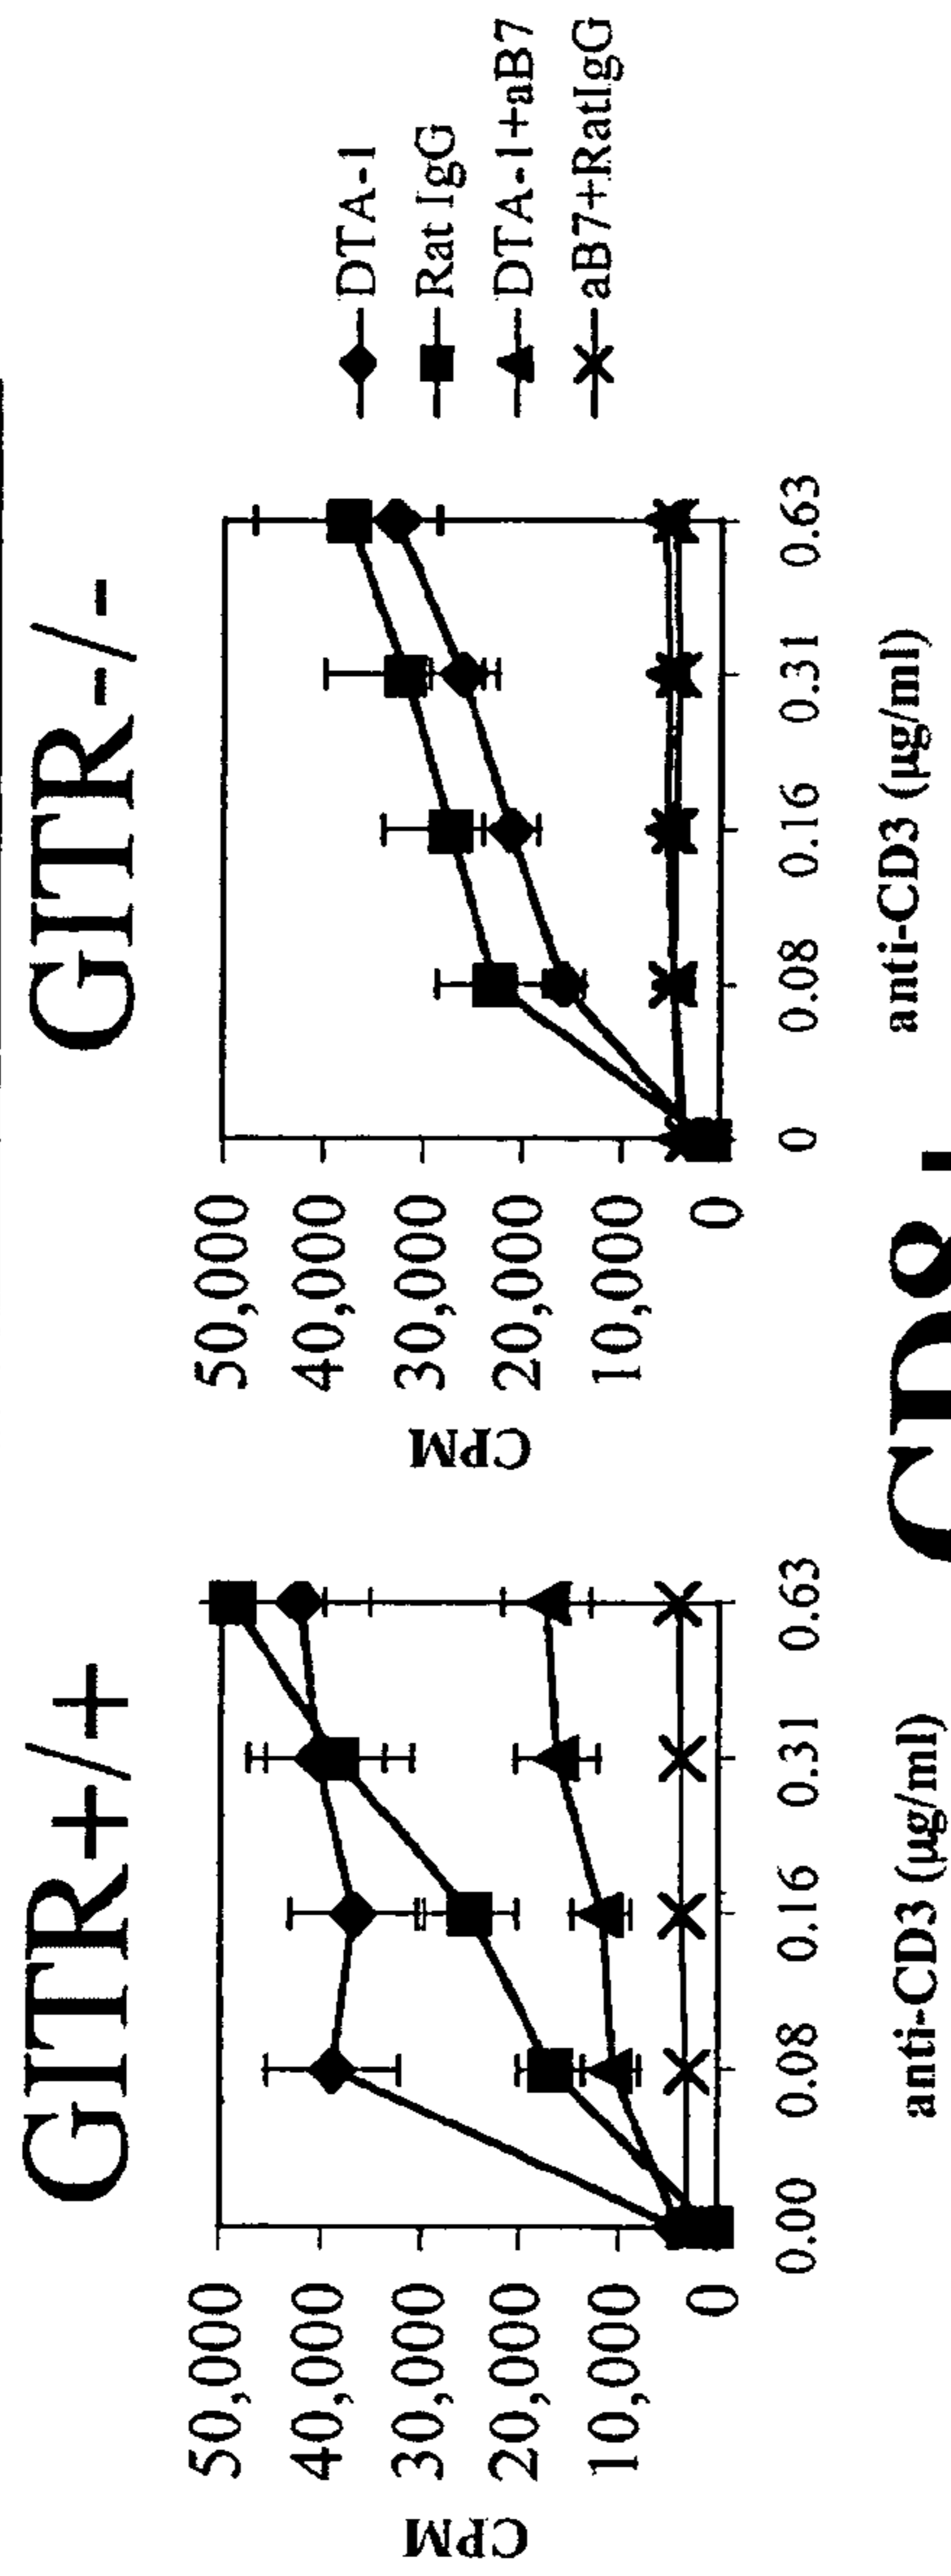 GITR+/+
GITR-/-
CPM
50,000
40,000
30,000
20,000
10,000
0
0.00
0.08
0.16
0.31
0.63
anti-CD3 (μg/ml)
CPM
50,000
40,000
30,000
20,000
10,000
0
0
0.08
0.16
0.31
0.63
anti-CD3 (μg/ml)
DTA-1
Rat IgG
DTA-1+aB7
aB7+RatIgG